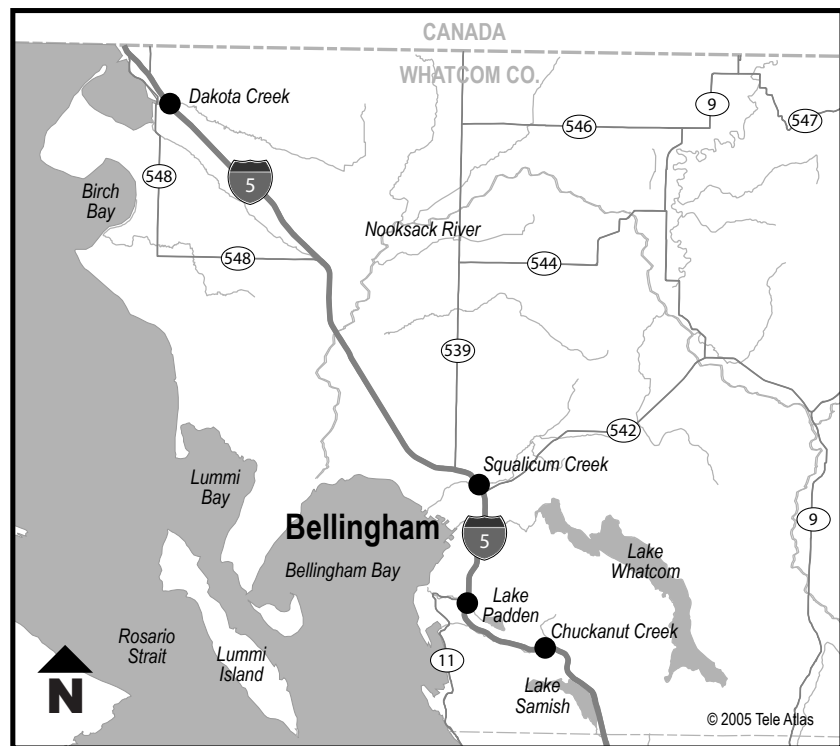 CANADA
WHATCOM CO.
Dakota Creek
9
547
546
548
5
Birch
Bay
Nooksack River
548
544
539
542
Squalicum Creek
Lummi
Bay
Bellingham
5
9
Bellingham Bay
Lake
Whatcom
Lake
Padden
Chuckanut Creek
Rosario
Strait
Lummi
Island
11
Lake
Samish
N
© 2005 Tele Atlas